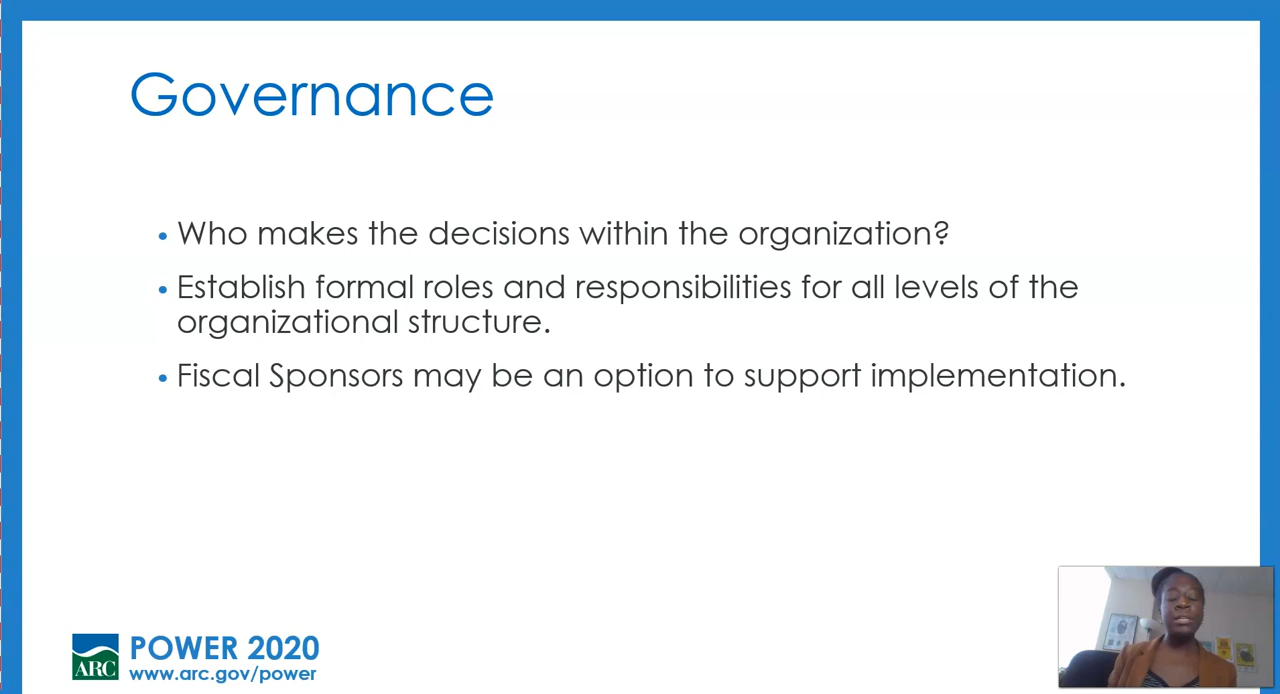 Governance
• Who makes the decisions within the organization?
• Establish formal roles and responsibilities for all levels of the
organizational structure.
• Fiscal Sponsors may be an option to support implementation.
ARC
POWER 2020
www.arc.gov/power